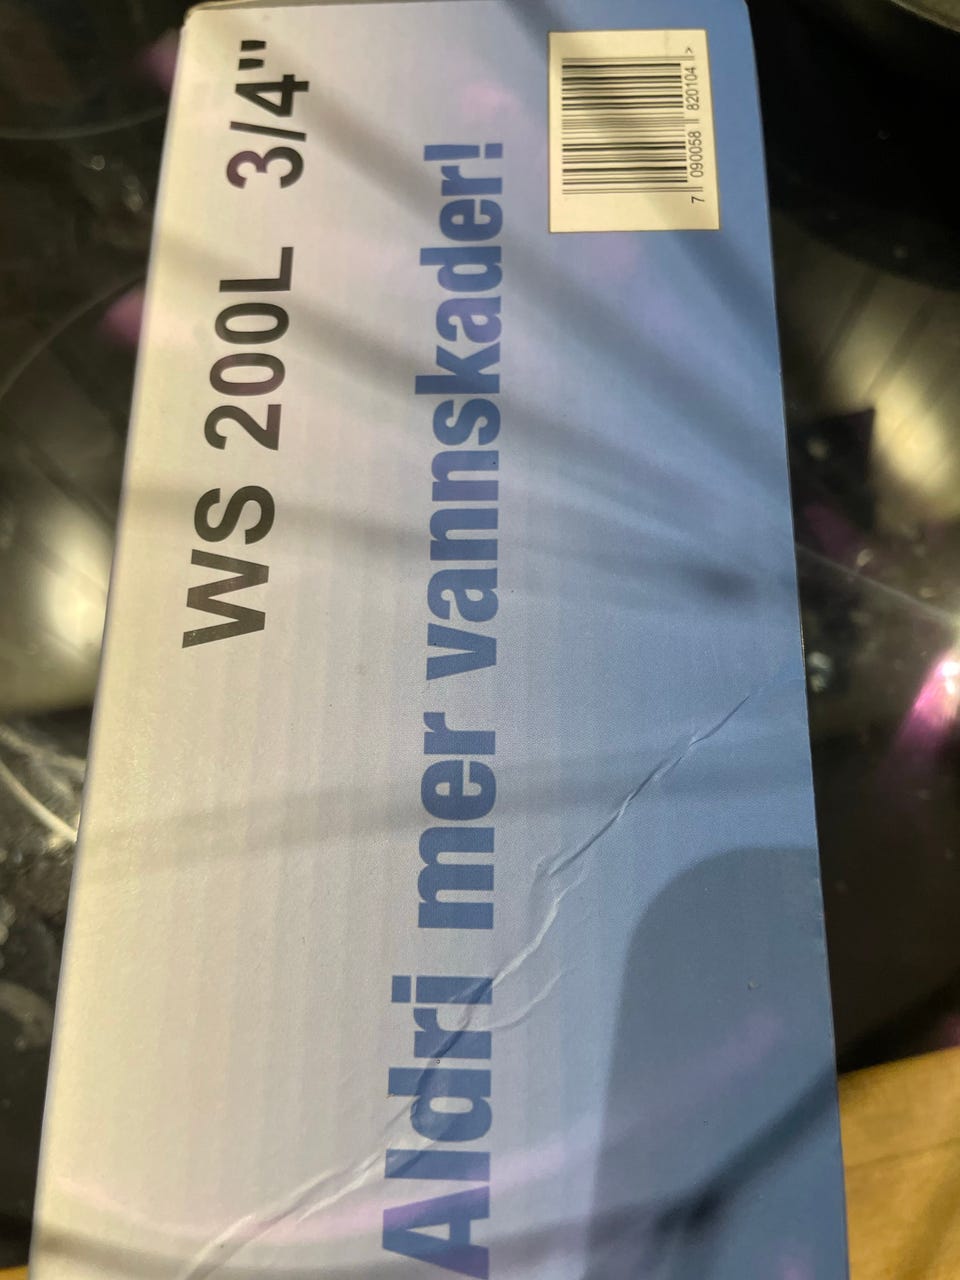 WS 200L 3/4"
Aldri mer vannskader!
7 090058 820104 >